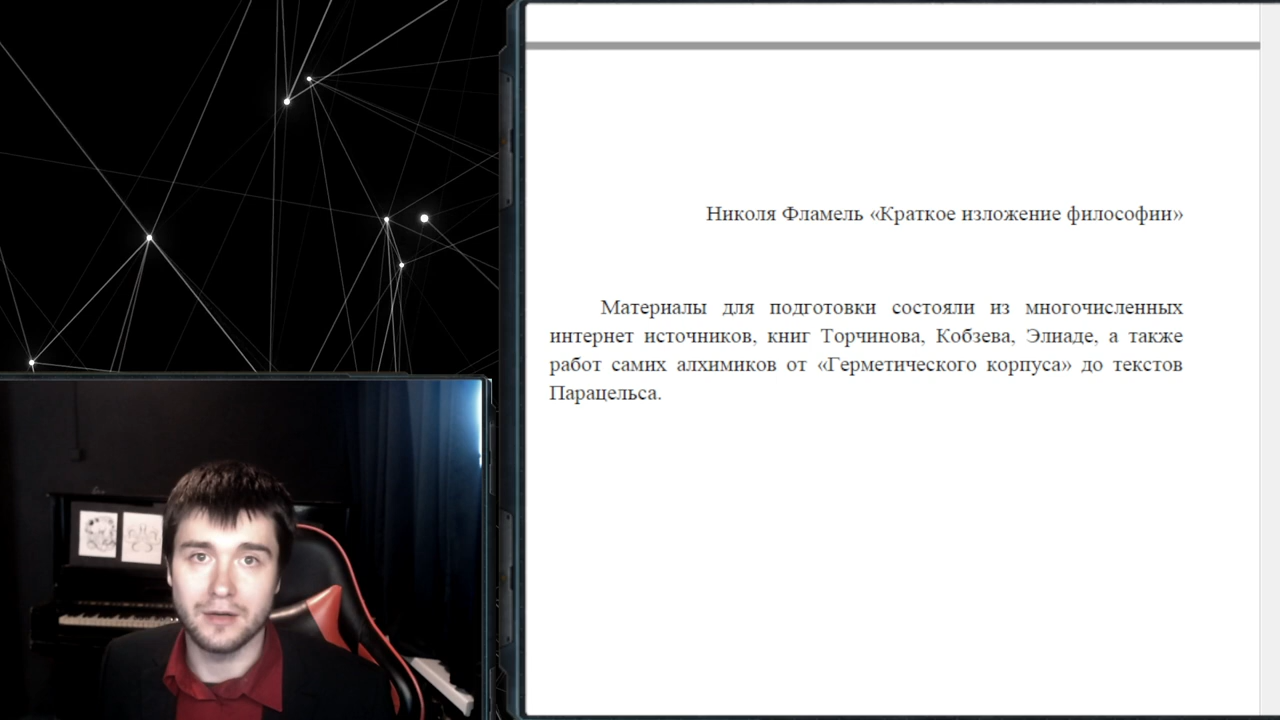 Николя Фламель «Краткое изложение философии»
Материалы для подготовки состояли из многочисленных
интернет источников, книг Торчинова, Кобзева, Элиаде, а также
работ самих алхимиков от «Герметического корпуса» до текстов
Парацельса.